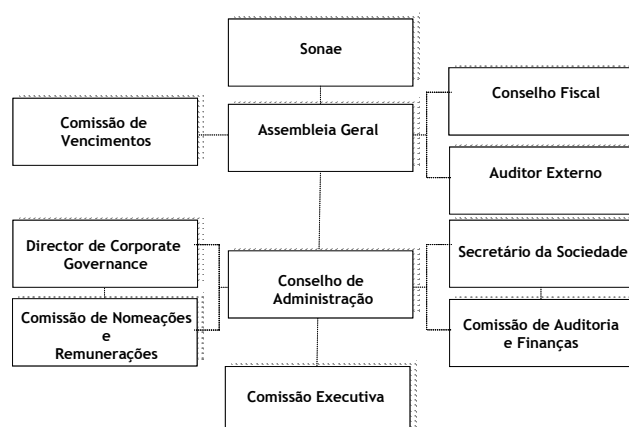 Sonae
Comissão de
Vencimentos
Assembleia Geral
Conselho Fiscal
Auditor Externo
Director de Corporate
Governance
Conselho de
Administração
Secretário da Sociedade
Comissão de Nomeações
e
Remunerações
Comissão de Auditoria
e Finanças
Comissão Executiva